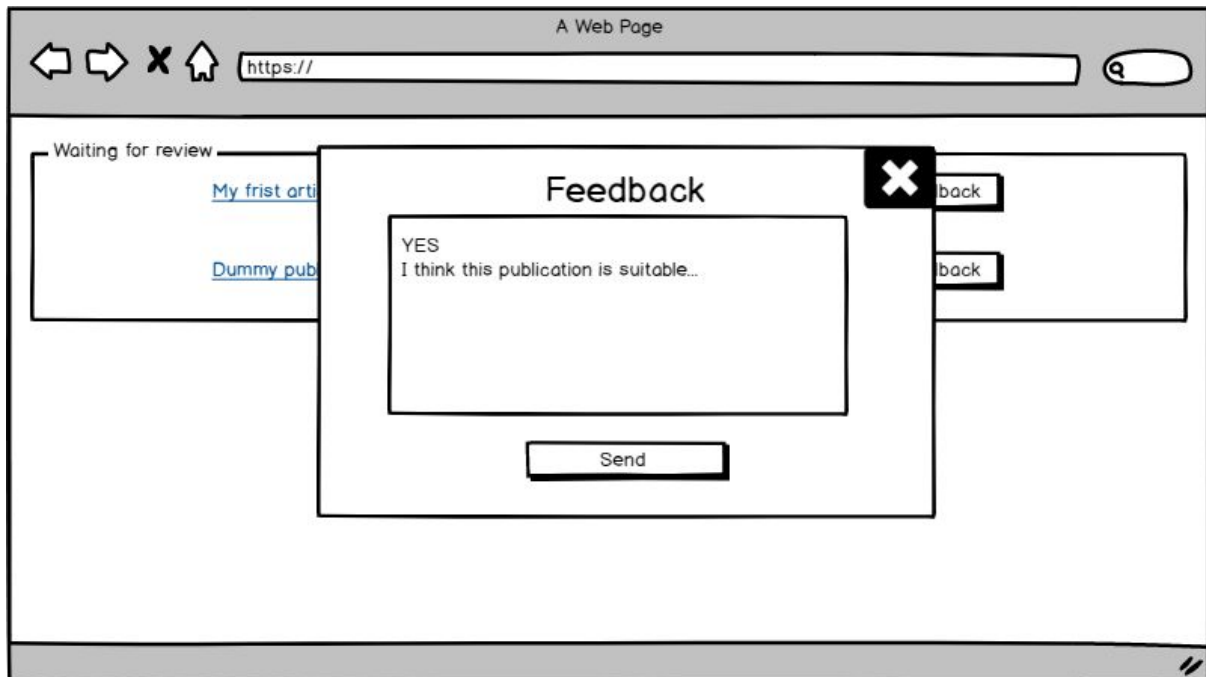 A Web Page
https://
Waiting for review
Feedback
My frist arti
back
YES
I think this publication is suitable...
Dummy pub
back
Send